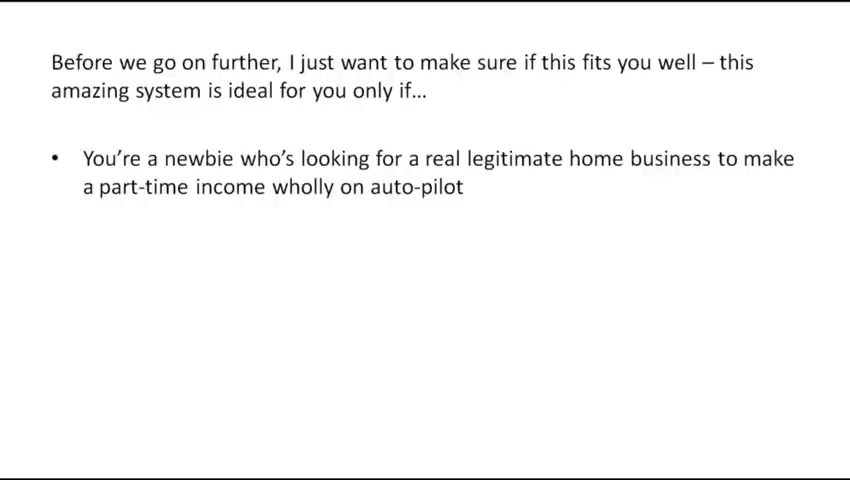 Before we go on further, I just want to make sure if this fits you well – this
amazing system is ideal for you only if…
• You’re a newbie who’s looking for a real legitimate home business to make
a part-time income wholly on auto-pilot